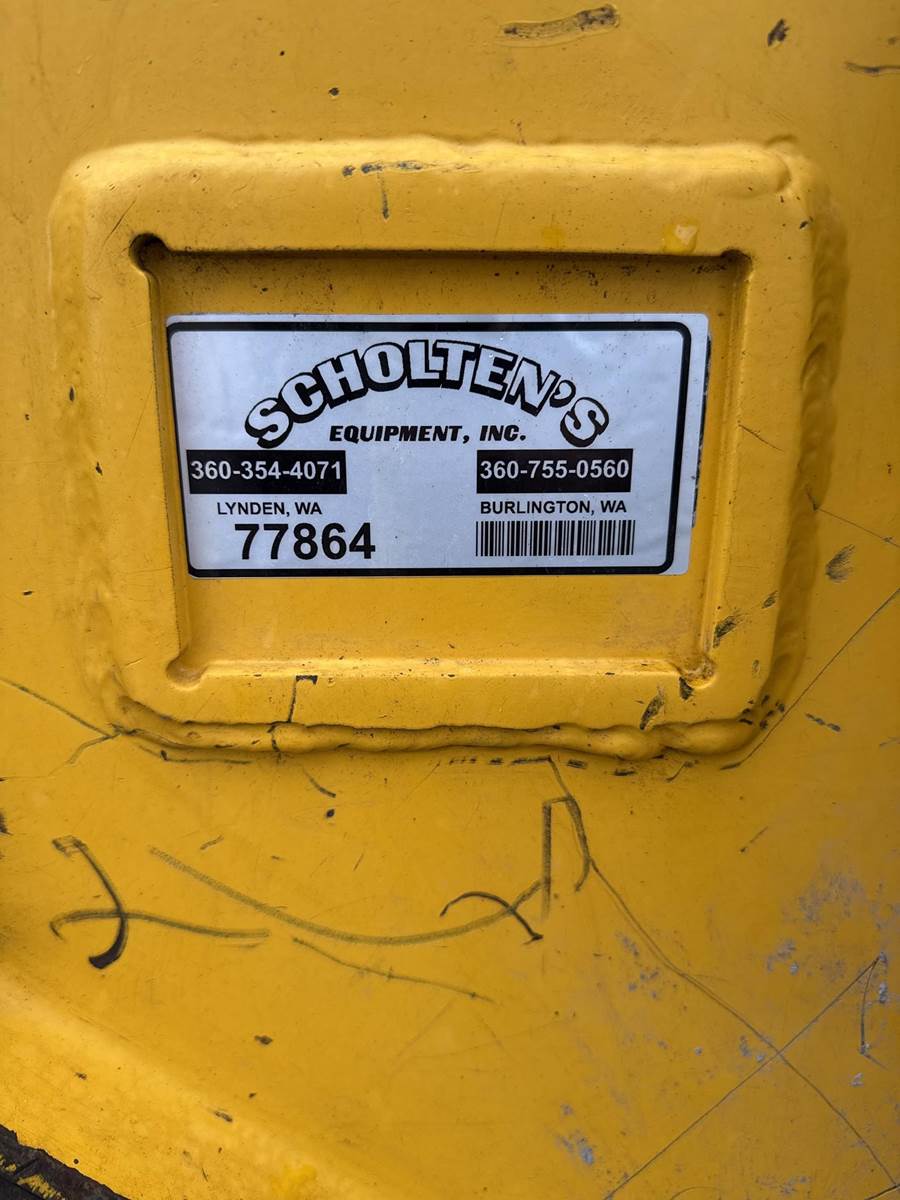 SCHOLTEN'S
EQUIPMENT, INC.
360-354-4071 360-755-0560
LYNDEN, WA BURLINGTON, WA
77864